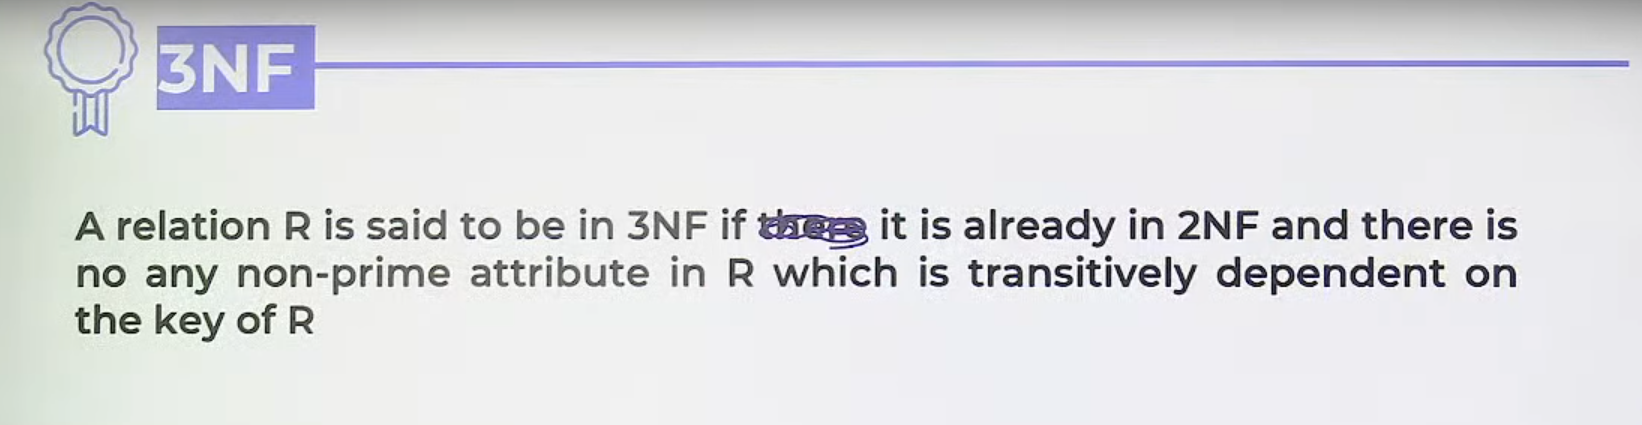 3NF
A relation R is said to be in 3NF if there it is already in 2NF and there is
no any non-prime attribute in R which is transitively dependent on
the key of R